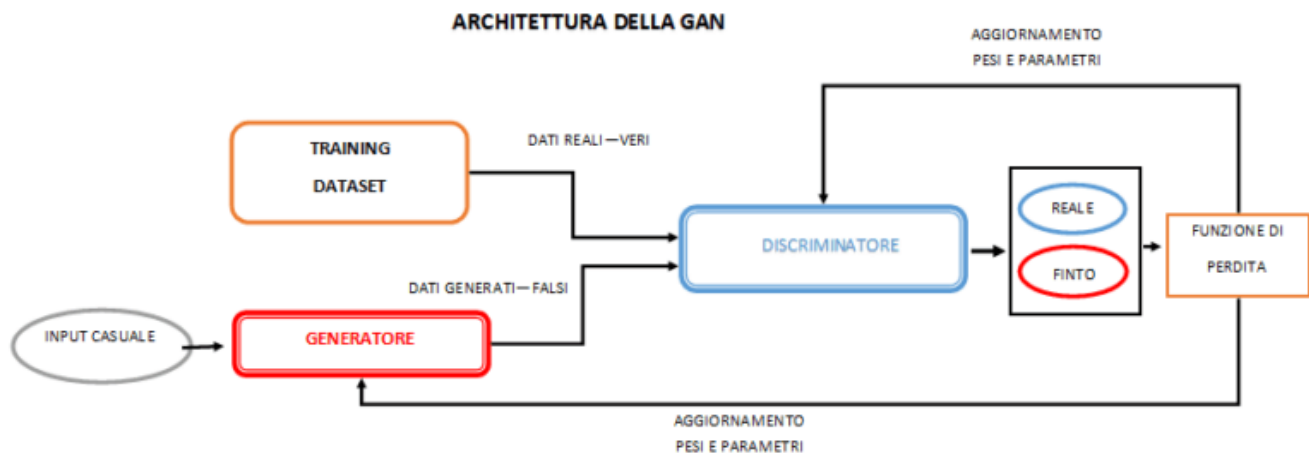 ARCHITETTURA DELLA GAN
AGGIORNAMENTO
PESI E PARAMETRI
TRAINING
DATASET
DATI REALI—VERI
DISCRIMINATORE
REALE
FINTO
FUNZIONE DI
PERDITA
DATI GENERATI—FALSI
INPUT CASUALE
GENERATORE
AGGIORNAMENTO
PESI E PARAMETRI